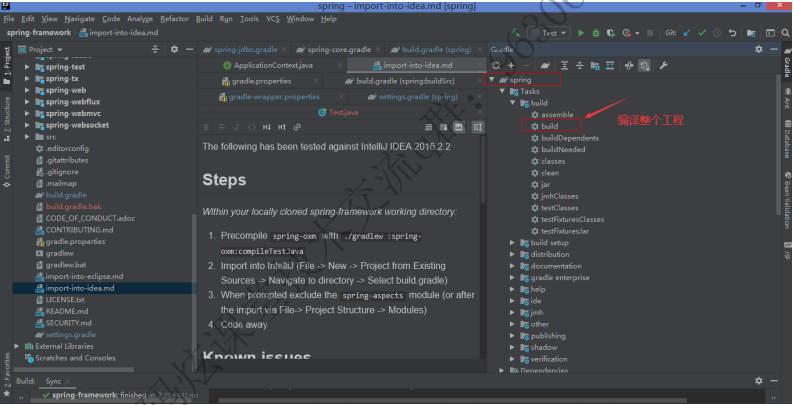 spring – import-into-idea.md [spring]
File Edit View Navigate Code Analyze Refactor Build Run Tools VCS Window Help
spring-framework import-into-idea.md Test Git:
Project
spring-test
spring-tx
spring-web
spring-webflux
spring-webmvc
spring-websocket
src
.editorconfig
.gitattributes
.gitignore
.mailmap
build.gradle
build.gradle.bak
CODE_OF_CONDUCT.adoc
CONTRIBUTING.md
gradle.properties
gradlew
gradlew.bat
import-into-eclipse.md
import-into-idea.md
LICENSE.txt
README.md
SECURITY.md
settings.gradle
External Libraries
Scratches and Consoles
1: Project
Structure
Commit
2: Favorites
spring-jdbc.gradle spring-core.gradle build.gradle (spring)
ApplicationContext.java import-into-idea.md
gradle.properties build.gradle (spring:buildSrc)
gradle-wrapper.properties settings.gradle (spring)
Test.java
B I <> H1 H↑
The following has been tested against IntelliJ IDEA 2016.2.2
Steps
Within your locally cloned spring-framework working directory:
1. Precompile spring-oxm with ./gradlew :spring-
oxm:compileTestJava
2. Import into IntelliJ (File -> New -> Project from Existing
Sources -> Navigate to directory -> Select build.gradle)
3. When prompted exclude the spring-aspects module (or after
the import via File-> Project Structure -> Modules)
4. Code away
Known issues
Gradle
spring
Tasks
build
assemble
build
编译整个工程
buildDependents
buildNeeded
classes
clean
jar
jmhClasses
testClasses
testFixturesClasses
testFixturesJar
build setup
distribution
documentation
gradle enterprise
help
ide
jmh
other
publishing
shadow
verification
Dependencies
Gradle
Ant
Database
Bean Validation
JSF
Build: Sync
spring-framework: finished